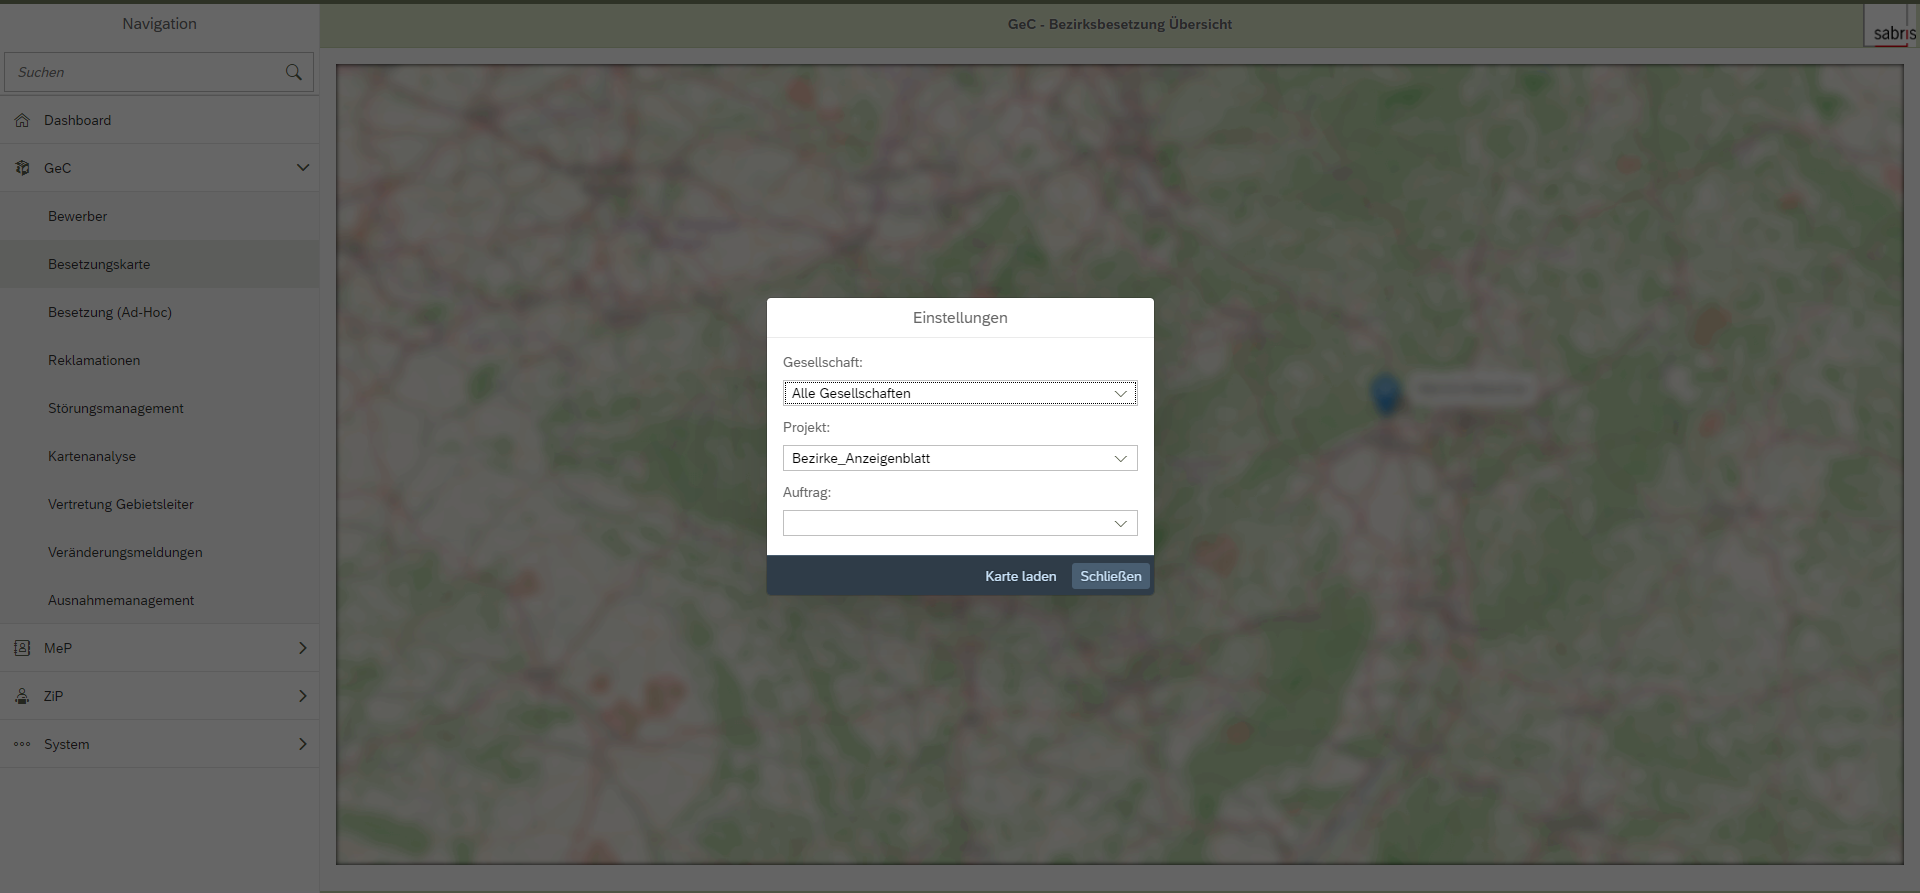 Navigation
GeC - Bezirksbesetzung Übersicht
sabris
Suchen
Dashboard
GeC
Bewerber
Besetzungskarte
Besetzung (Ad-Hoc)
Reklamationen
Störungsmanagement
Kartenanalyse
Vertretung Gebietsleiter
Veränderungsmeldungen
Ausnahmemanagement
MeP
ZiP
System
Einstellungen
Gesellschaft:
Alle Gesellschaften
Projekt:
Bezirke_Anzeigenblatt
Auftrag:
Karte laden
Schließen